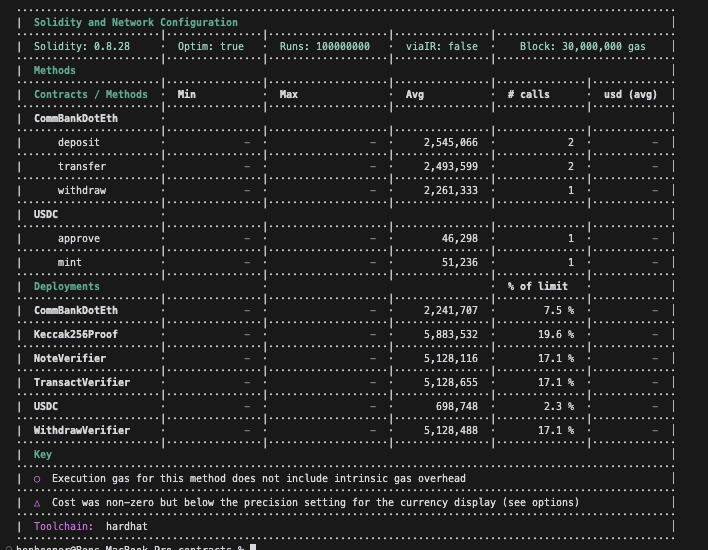 Solidity and Network Configuration
Solidity: 0.8.28 Optim: true Runs: 100000000 viaIR: false Block: 30,000,000 gas
Methods
Contracts / Methods Min Max Avg # calls usd (avg)
CommBankDotEth
deposit – – 2,545,066 2 –
transfer – – 2,493,599 2 –
withdraw – – 2,261,333 1 –
USDC
approve – – 46,298 1 –
mint – – 51,236 1 –
Deployments % of limit
CommBankDotEth – – 2,241,707 7.5 % –
Keccak256Proof – – 5,883,532 19.6 % –
NoteVerifier – – 5,128,116 17.1 % –
TransactVerifier – – 5,128,655 17.1 % –
USDC – – 698,748 2.3 % –
WithdrawVerifier – – 5,128,488 17.1 % –
Key
◯ Execution gas for this method does not include intrinsic gas overhead
△ Cost was non-zero but below the precision setting for the currency display (see options)
Toolchain: hardhat